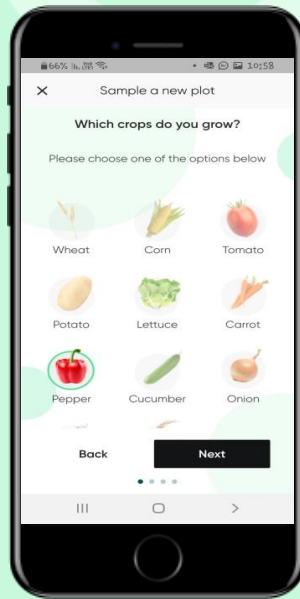 66%
10:58
Sample a new plot
Which crops do you grow?
Please choose one of the options below
Wheat Corn Tomato
Potato Lettuce Carrot
Pepper Cucumber Onion
Back Next